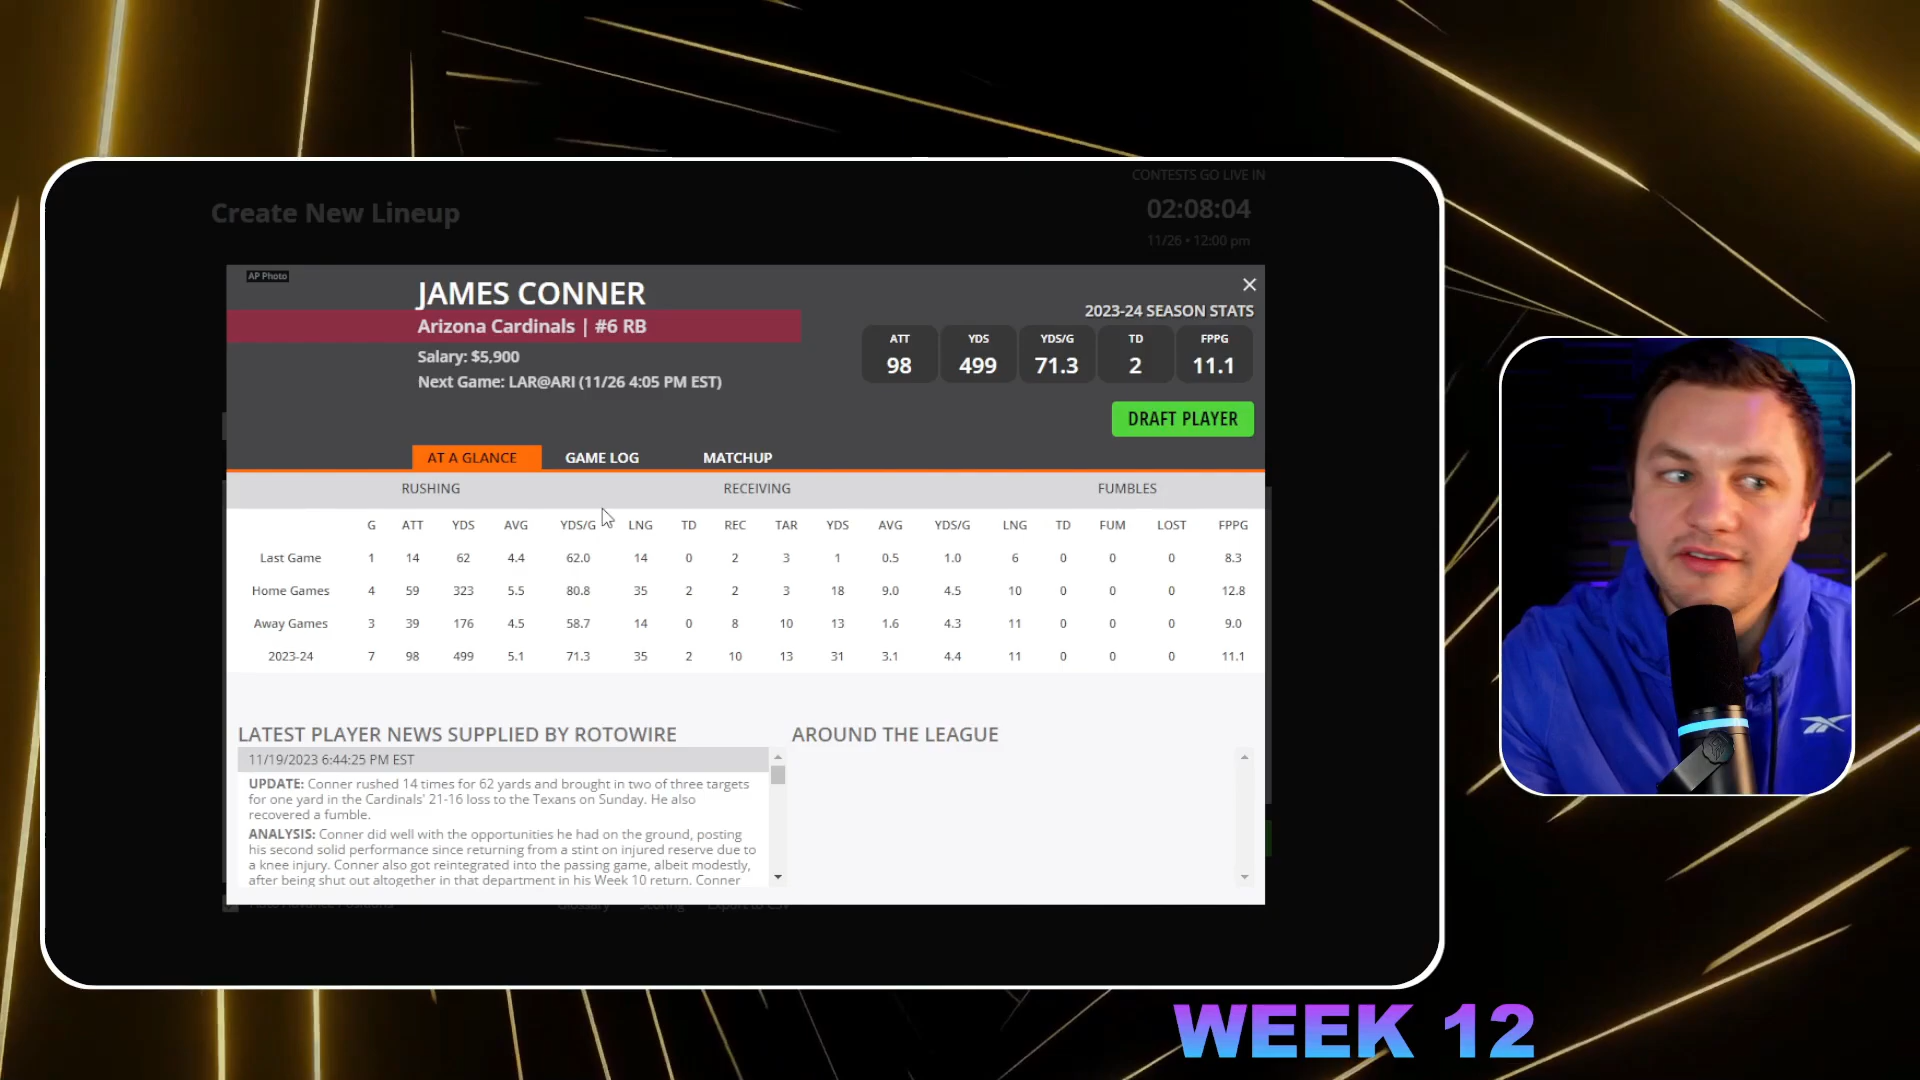 CONTESTS GO LIVE IN
Create New Lineup
02:08:04
11/26 • 12:00 pm
AP Photo
JAMES CONNER
Arizona Cardinals | #6 RB
Salary: $5,900
Next Game: LAR@ARI (11/26 4:05 PM EST)
2023-24 SEASON STATS
ATT YDS YDS/G TD FPPG
98 499 71.3 2 11.1
DRAFT PLAYER
AT A GLANCE GAME LOG MATCHUP
RUSHING RECEIVING FUMBLES
G ATT YDS AVG YDS/G LNG TD REC TAR YDS AVG YDS/G LNG TD FUM LOST FPPG
Last Game 1 14 62 4.4 62.0 14 0 2 3 1 0.5 1.0 6 0 0 0 8.3
Home Games 4 59 323 5.5 80.8 35 2 2 3 18 9.0 4.5 10 0 0 0 12.8
Away Games 3 39 176 4.5 58.7 14 0 8 10 13 1.6 4.3 11 0 0 0 9.0
2023-24 7 98 499 5.1 71.3 35 2 10 13 31 3.1 4.4 11 0 0 0 11.1
LATEST PLAYER NEWS SUPPLIED BY ROTOWIRE
11/19/2023 6:44:25 PM EST
UPDATE: Conner rushed 14 times for 62 yards and brought in two of three targets
for one yard in the Cardinals' 21-16 loss to the Texans on Sunday. He also
recovered a fumble.
ANALYSIS: Conner did well with the opportunities he had on the ground, posting
his second solid performance since returning from a stint on injured reserve due to
a knee injury. Conner also got reintegrated into the passing game, albeit modestly,
after being shut out altogether in that department in his Week 10 return. Conner
AROUND THE LEAGUE
WEEK 12